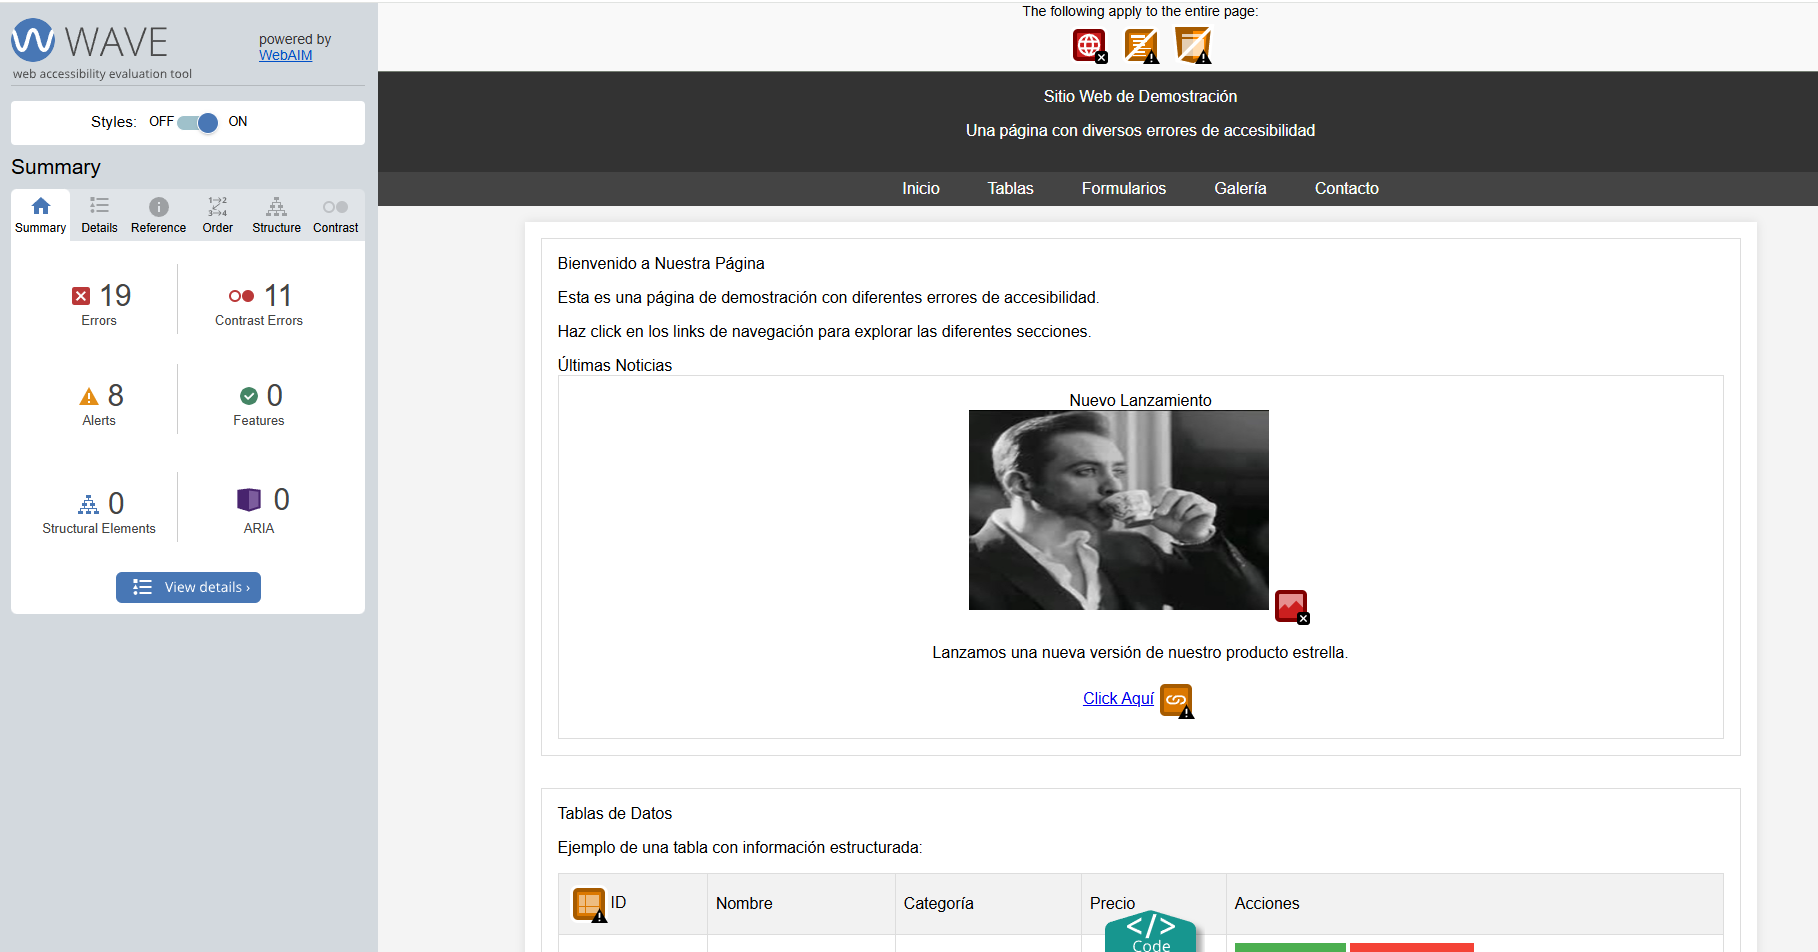 WAVE
powered by
WebAIM
web accessibility evaluation tool
Styles: OFF ON
Summary
Summary Details Reference Order Structure Contrast
19
Errors
11
Contrast Errors
8
Alerts
0
Features
0
Structural Elements
0
ARIA
View details ›
The following apply to the entire page:
Sitio Web de Demostración
Una página con diversos errores de accesibilidad
Inicio Tablas Formularios Galería Contacto
Bienvenido a Nuestra Página
Esta es una página de demostración con diferentes errores de accesibilidad.
Haz click en los links de navegación para explorar las diferentes secciones.
Últimas Noticias
Nuevo Lanzamiento
Lanzamos una nueva versión de nuestro producto estrella.
Click Aquí
Tablas de Datos
Ejemplo de una tabla con información estructurada:
ID Nombre Categoría Precio Acciones
</> 
Code